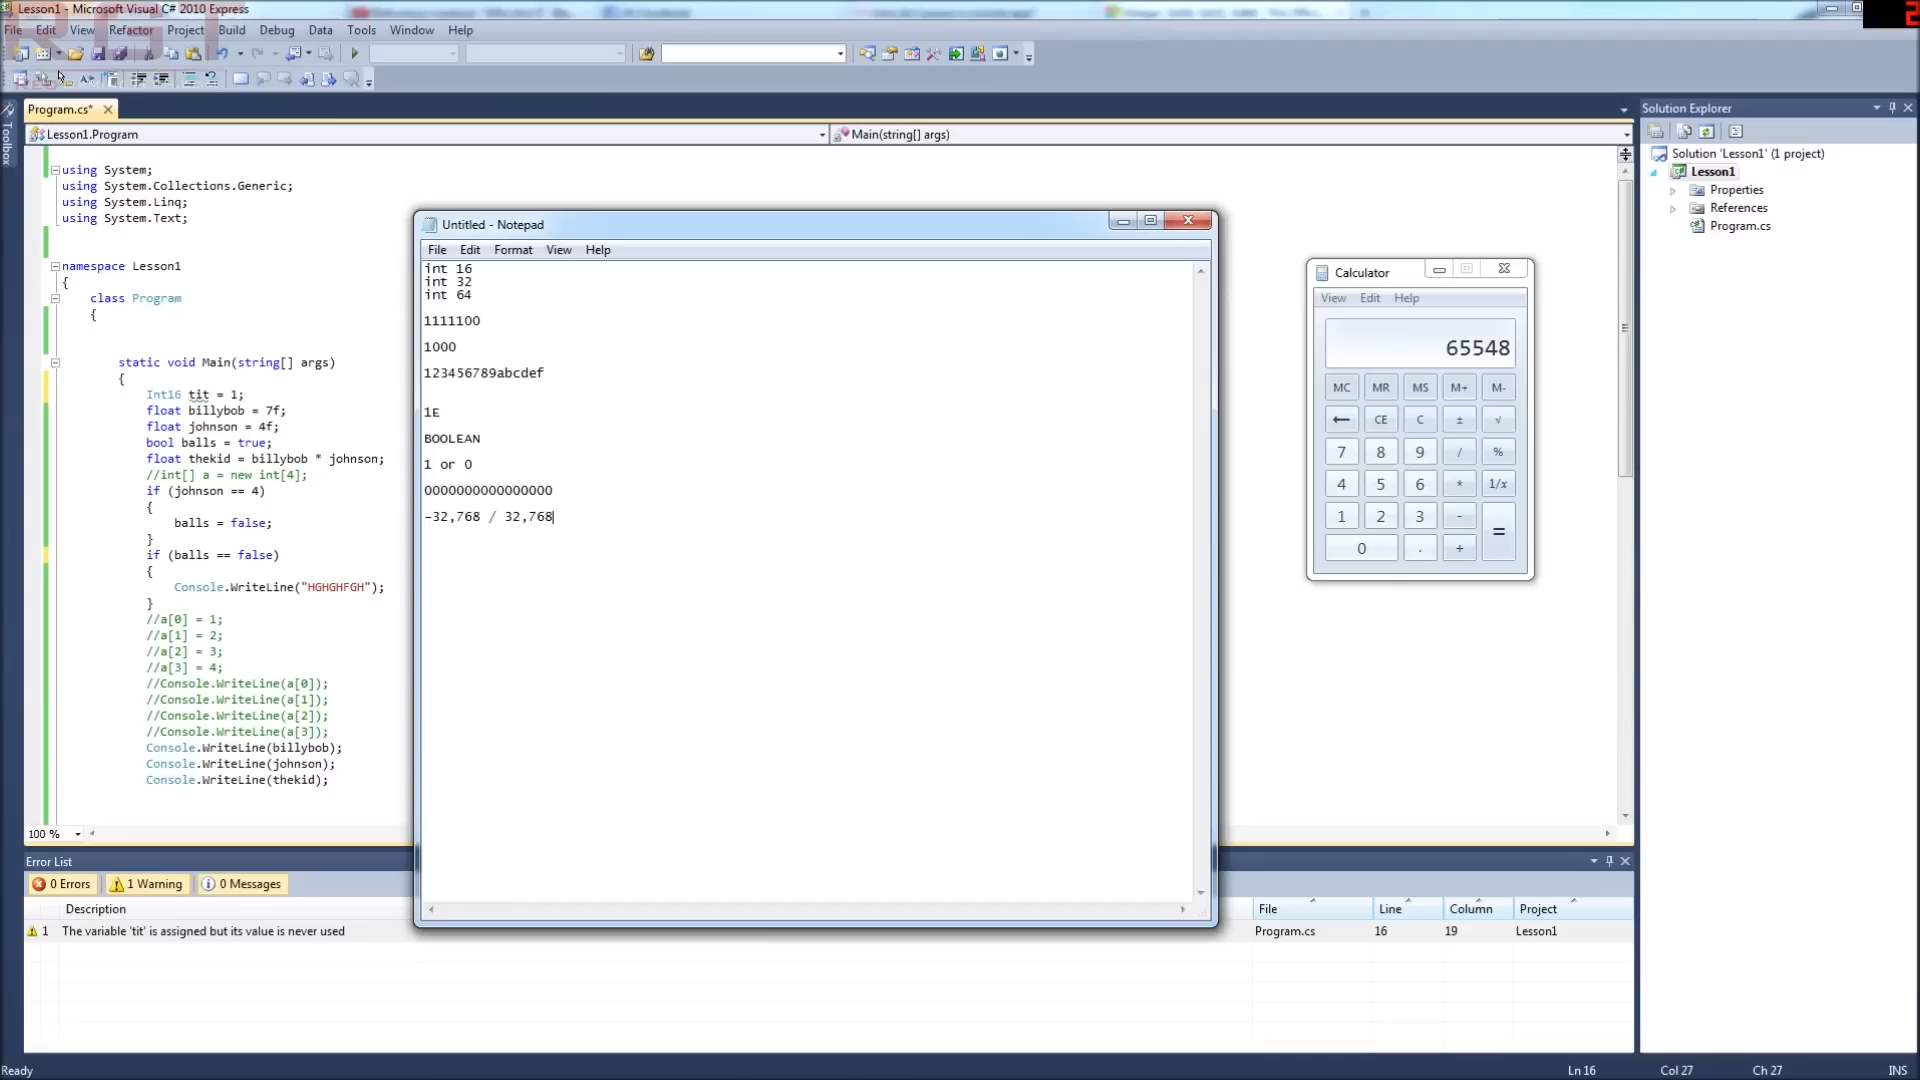 Lesson1 - Microsoft Visual C# 2010 Express
File Edit View Refactor Project Build Debug Data Tools Window Help
Program.cs*
Toolbox
Lesson1.Program
Main(string[] args)
using System;
using System.Collections.Generic;
using System.Linq;
using System.Text;
namespace Lesson1
{
class Program
{
static void Main(string[] args)
{
Int16 tit = 1;
float billybob = 7f;
float johnson = 4f;
bool balls = true;
float thekid = billybob * johnson;
//int[] a = new int[4];
if (johnson == 4)
{
balls = false;
}
if (balls == false)
{
Console.WriteLine("HGHGHFGH");
}
//a[0] = 1;
//a[1] = 2;
//a[2] = 3;
//a[3] = 4;
//Console.WriteLine(a[0]);
//Console.WriteLine(a[1]);
//Console.WriteLine(a[2]);
//Console.WriteLine(a[3]);
Console.WriteLine(billybob);
Console.WriteLine(johnson);
Console.WriteLine(thekid);
100 %
Untitled - Notepad
File Edit Format View Help
int 16
int 32
int 64
1111100
1000
123456789abcdef
1E
BOOLEAN
1 or 0
0000000000000000
-32,768 / 32,768
Calculator
View Edit Help
65548
MC MR MS M+ M-
← CE C ± √
7 8 9 / %
4 5 6 * 1/x
1 2 3 - =
0 . +
Solution Explorer
Solution 'Lesson1' (1 project)
Lesson1
Properties
References
Program.cs
Error List
0 Errors 1 Warning 0 Messages
Description File Line Column Project
1 The variable 'tit' is assigned but its value is never used Program.cs 16 19 Lesson1
Ready Ln 16 Col 27 Ch 27 INS